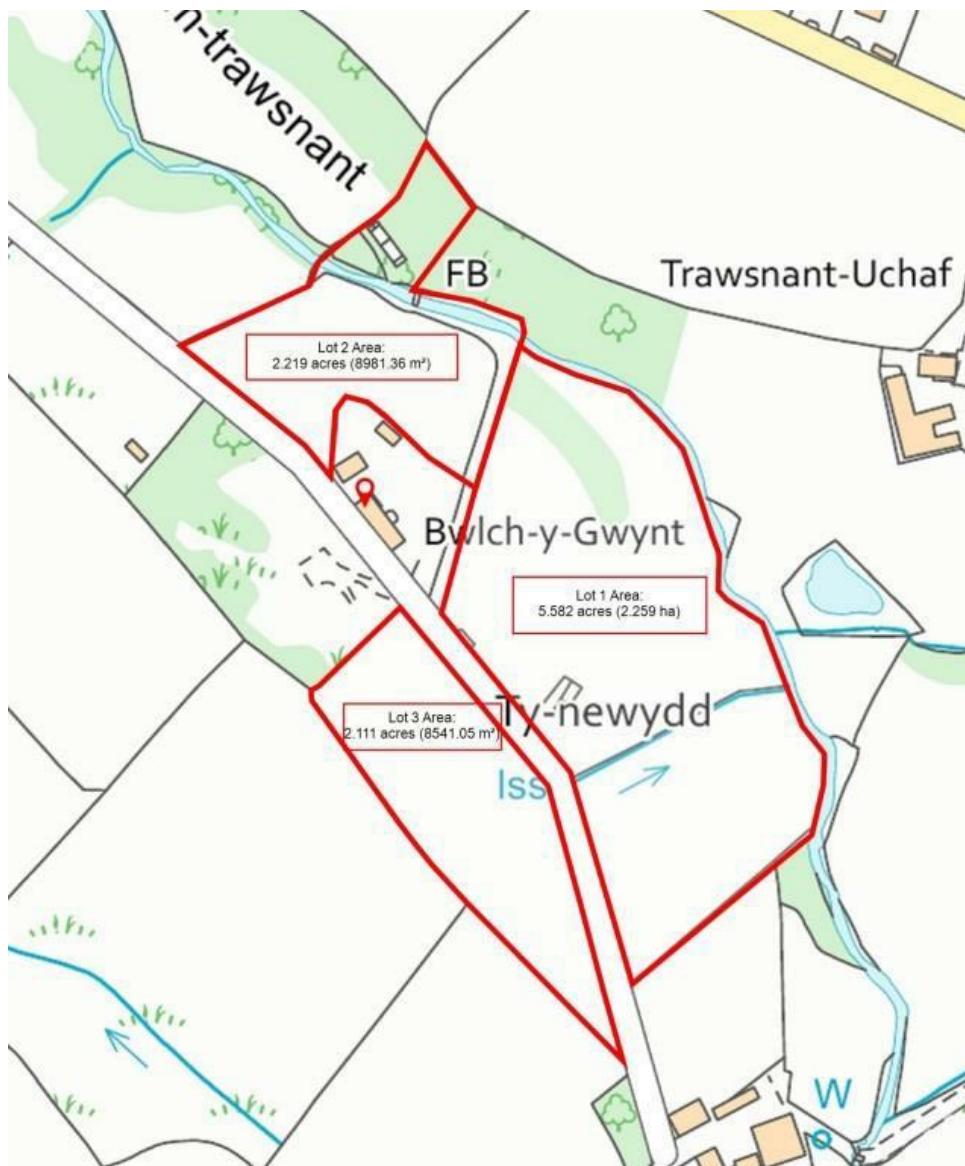 n-trawsnant
FB
Trawsnant-Uchaf
Lot 2 Area:
2.219 acres (8981.36 m²)
Bwlch-y-Gwynt
Lot 1 Area:
5.582 acres (2.259 ha)
Lot 3 Area:
2.111 acres (8541.05 m²)
Ty-newydd
Iss
W